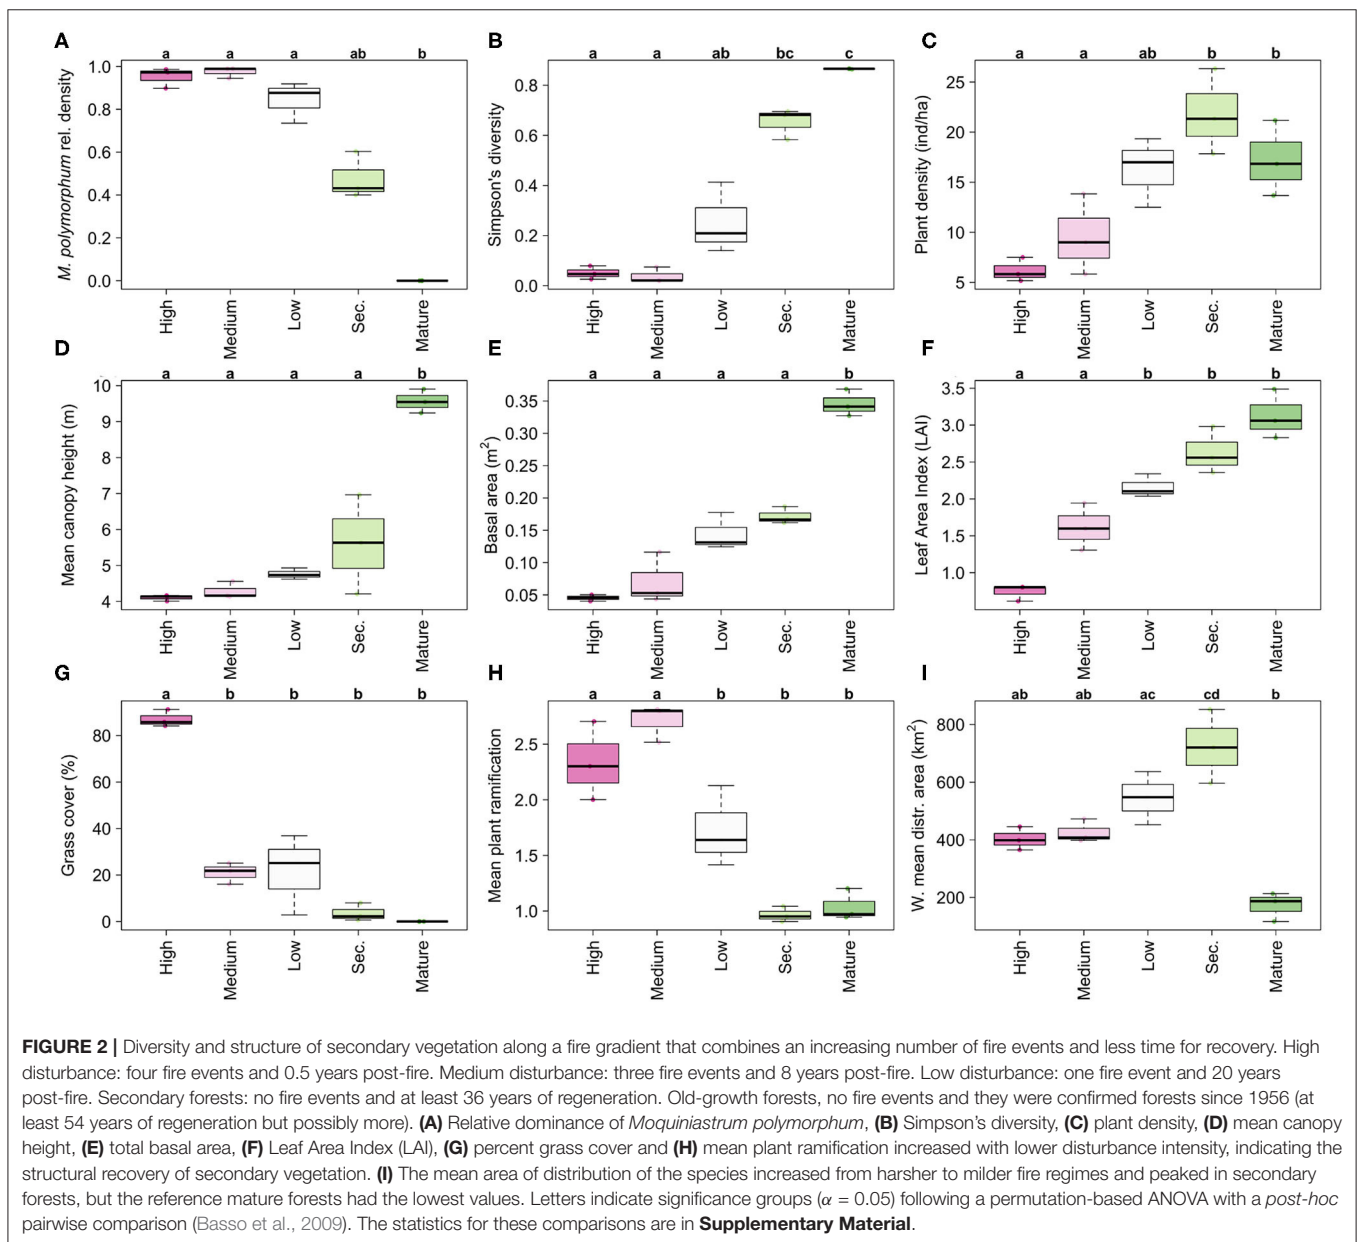 A
a a a ab b
M. polymorphum rel. density
1.0
0.8
0.6
0.4
0.2
0.0
High
Medium
Low
Sec.
Mature
B
a a ab bc c
Simpson's diversity
0.8
0.6
0.4
0.2
0.0
High
Medium
Low
Sec.
Mature
C
a a ab b b
Plant density (ind/ha)
25
20
15
10
5
High
Medium
Low
Sec.
Mature
D
a a a a b
Mean canopy height (m)
10
9
8
7
6
5
4
High
Medium
Low
Sec.
Mature
E
a a a a b
Basal area (m²)
0.35
0.30
0.25
0.20
0.15
0.10
0.05
High
Medium
Low
Sec.
Mature
F
a a b b b
Leaf Area Index (LAI)
3.5
3.0
2.5
2.0
1.5
1.0
High
Medium
Low
Sec.
Mature
G
a b b b b
Grass cover (%)
80
60
40
20
0
High
Medium
Low
Sec.
Mature
H
a a b b b
Mean plant ramification
2.5
2.0
1.5
1.0
High
Medium
Low
Sec.
Mature
I
ab ab ac cd b
W. mean distr. area (km²)
800
600
400
200
High
Medium
Low
Sec.
Mature
FIGURE 2 | Diversity and structure of secondary vegetation along a fire gradient that combines an increasing number of fire events and less time for recovery. High
disturbance: four fire events and 0.5 years post-fire. Medium disturbance: three fire events and 8 years post-fire. Low disturbance: one fire event and 20 years
post-fire. Secondary forests: no fire events and at least 36 years of regeneration. Old-growth forests, no fire events and they were confirmed forests since 1956 (at
least 54 years of regeneration but possibly more). (A) Relative dominance of Moquiniastrum polymorphum, (B) Simpson's diversity, (C) plant density, (D) mean canopy
height, (E) total basal area, (F) Leaf Area Index (LAI), (G) percent grass cover and (H) mean plant ramification increased with lower disturbance intensity, indicating the
structural recovery of secondary vegetation. (I) The mean area of distribution of the species increased from harsher to milder fire regimes and peaked in secondary
forests, but the reference mature forests had the lowest values. Letters indicate significance groups (α = 0.05) following a permutation-based ANOVA with a post-hoc
pairwise comparison (Basso et al., 2009). The statistics for these comparisons are in Supplementary Material.